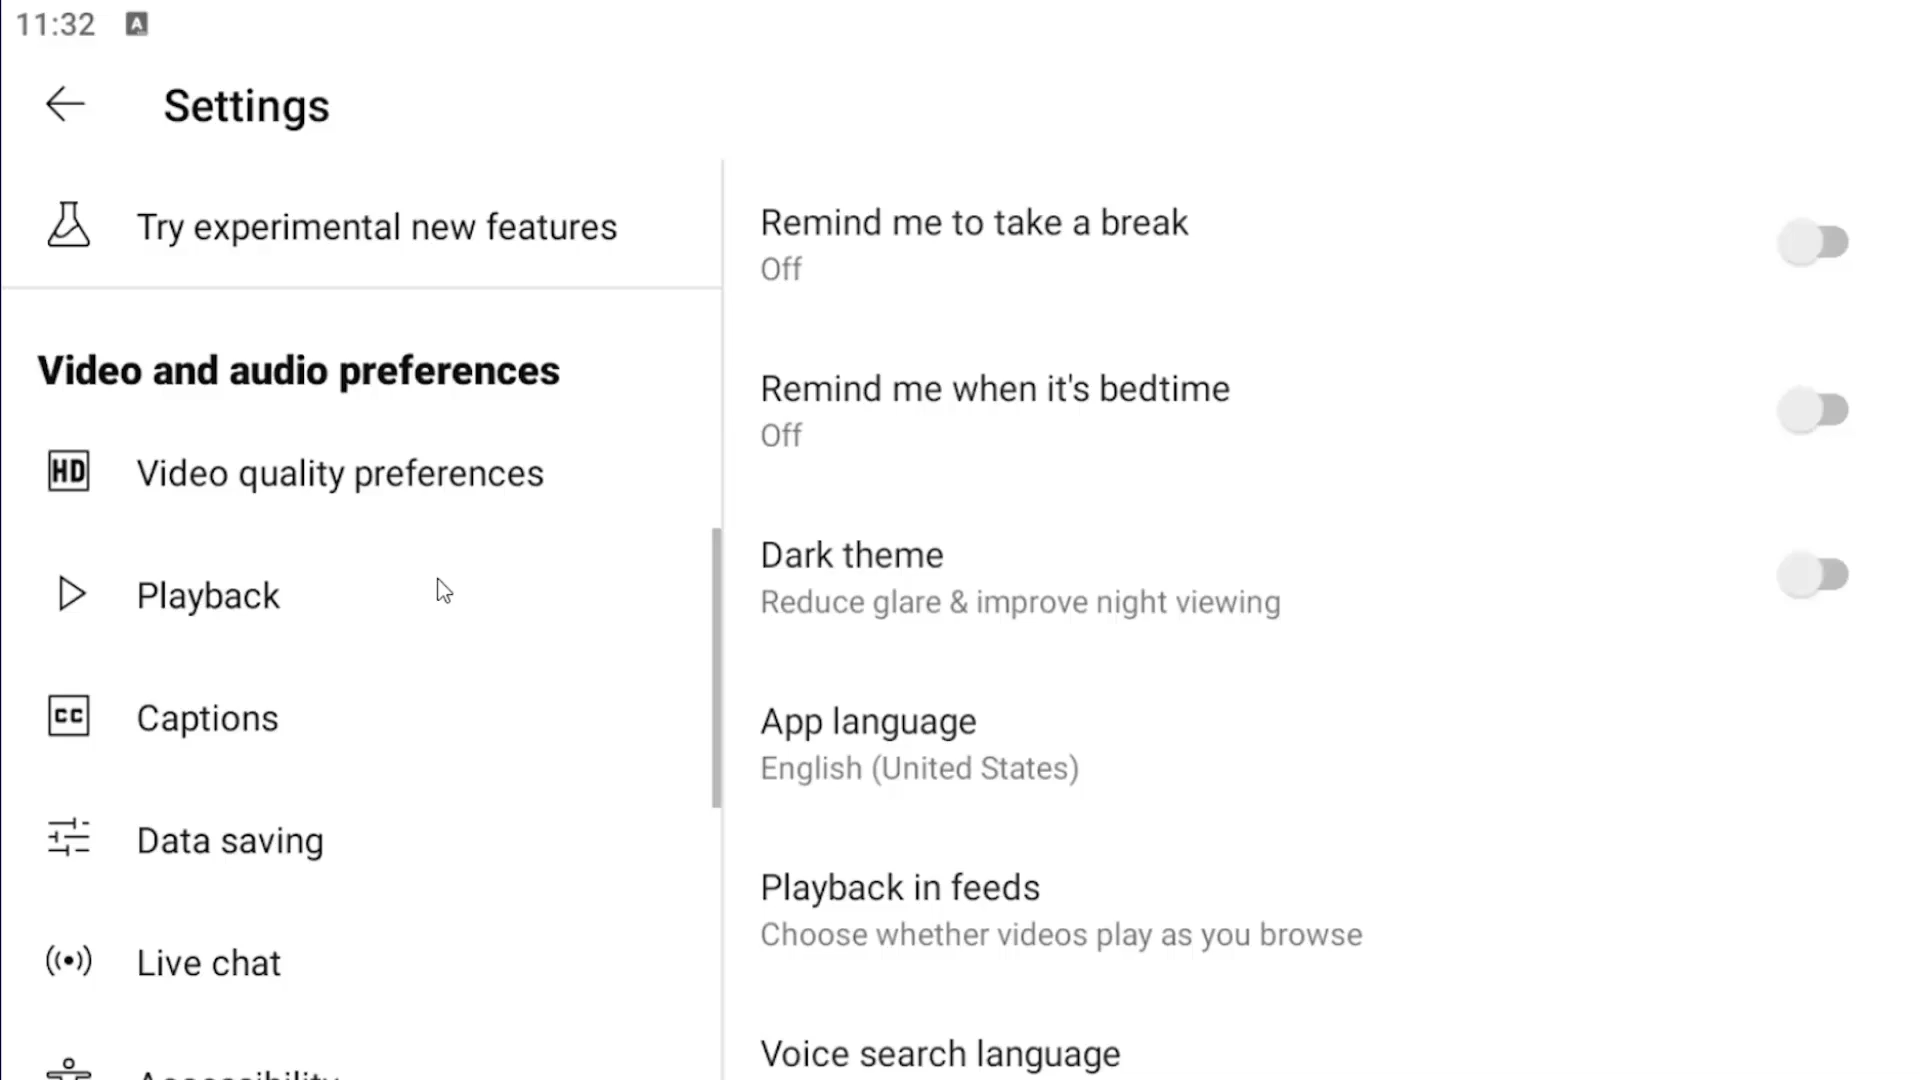 11:32 A
Settings
Try experimental new features
Video and audio preferences
HD Video quality preferences
Playback
CC Captions
Data saving
Live chat
Accessibility
Remind me to take a break
Off
Remind me when it's bedtime
Off
Dark theme
Reduce glare & improve night viewing
App language
English (United States)
Playback in feeds
Choose whether videos play as you browse
Voice search language